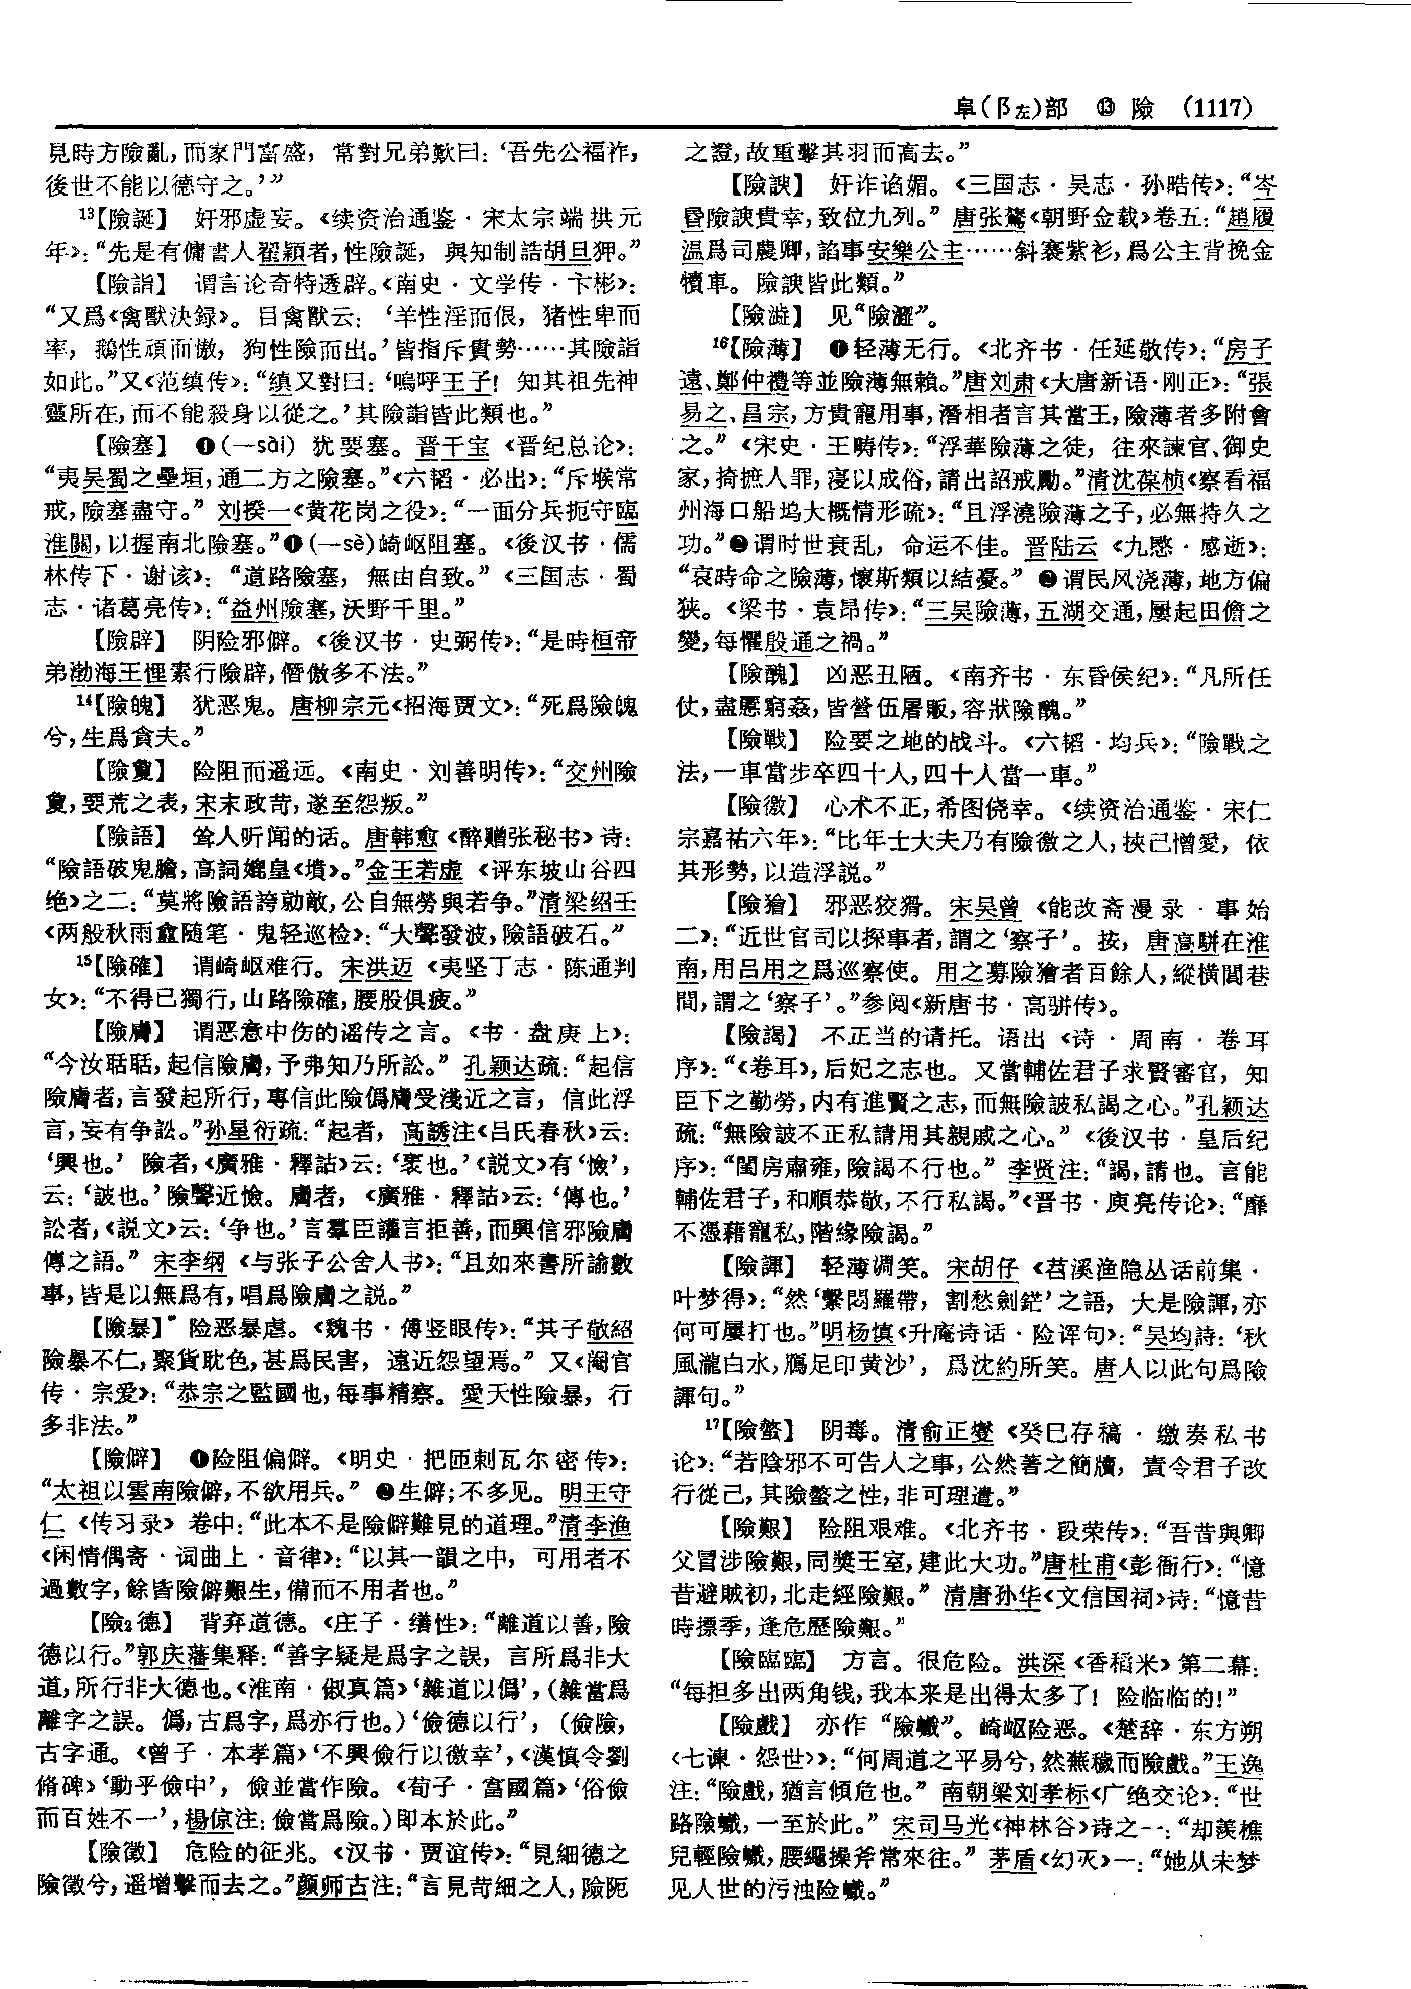 阜(阝左)部 ⑬ 險 (1117)
見時方險亂,而家門富盛，常對兄弟歎曰：‘吾先公福祚,
後世不能以德守之。’”
13【險誕】 奸邪虚妄。《续资治通鉴·宋太宗端拱元
年》：“先是有傭書人翟穎者,性險誕，與知制誥胡旦狎。”
【險詣】 谓言论奇特透辟。《南史·文学传·卞彬》：
“又爲《禽獸決録》。目禽獸云：‘羊性淫而佷，猪性卑而
率，鵝性頑而傲，狗性險而出。’皆指斥貴勢……其險詣
如此。”又《范缜传》：“缜又對曰：‘嗚呼王子！知其祖先神
靈所在,而不能殺身以從之。’其險詣皆此類也。”
【險塞】 ❶(—sài) 犹要塞。晋干宝《晋纪总论》：
“夷吴蜀之壘垣,通二方之險塞。”《六韬·必出》：“斥堠常
戒,險塞盡守。” 刘揆一《黄花岗之役》：“一面分兵扼守臨
淮關,以握南北險塞。”❶(—sè)崎岖阻塞。《後汉书·儒
林传下·谢该》：“道路險塞，無由自致。”《三国志·蜀
志·诸葛亮传》：“益州險塞,沃野千里。”
【險辟】 阴险邪僻。《後汉书·史弼传》：“是時桓帝
弟渤海王悝素行險辟,僭傲多不法。”
14【險魄】 犹恶鬼。唐柳宗元《招海贾文》：“死爲險魄
兮,生爲貪夫。”
【險敻】 险阻而遥远。《南史·刘善明传》：“交州險
敻,要荒之表,宋末政苛,遂至怨叛。”
【險語】 耸人听闻的话。唐韩愈《醉赠张秘书》诗：
“險語破鬼膽,高詞媲皇《墳》。”金王若虚《评东坡山谷四
绝》之二：“莫將險語誇勍敵,公自無勞與若争。”清梁绍壬
《两般秋雨盦随笔·鬼轻巡检》：“大聲發波,險語破石。”
15【險確】 谓崎岖难行。宋洪迈《夷坚丁志·陈通判
女》：“不得已獨行,山路險確,腰股俱疲。”
【險膚】 谓恶意中伤的谣传之言。《书·盘庚上》：
“今汝聒聒,起信險膚,予弗知乃所訟。” 孔颖达疏：“起信
險膚者,言發起所行,專信此險僞膚受淺近之言，信此浮
言,妄有争訟。”孙星衍疏：“起者，高誘注《吕氏春秋》云：
‘興也。’ 險者,《廣雅·釋詁》云：‘衺也。’《説文》有‘憸’,
云：‘詖也。’險聲近憸。膚者，《廣雅·釋詁》云：‘傳也。’
訟者,《説文》云：‘争也。’言羣臣讙言拒善,而興信邪險膚
傳之語。” 宋李纲《与张子公舍人书》：“且如來書所諭數
事,皆是以無爲有,唱爲險膚之説。”
【險暴】 险恶暴虐。《魏书·傅竖眼传》：“其子敬紹
險暴不仁,聚貨耽色,甚爲民害，遠近怨望焉。” 又《阉官
传·宗爱》：“恭宗之監國也,每事精察。愛天性險暴，行
多非法。”
【險僻】 ❶险阻偏僻。《明史·把匝剌瓦尔密传》：
“太祖以雲南險僻,不欲用兵。” ❷生僻;不多见。明王守
仁《传习录》卷中：“此本不是險僻難見的道理。”清李渔
《闲情偶寄·词曲上·音律》：“以其一韻之中，可用者不
過數字,餘皆險僻艱生,備而不用者也。”
【險₂德】 背弃道德。《庄子·缮性》：“離道以善,險
德以行。”郭庆藩集释：“善字疑是爲字之誤，言所爲非大
道,所行非大德也。《淮南·俶真篇》‘雜道以僞’,(雜當爲
離字之誤。僞,古爲字,爲亦行也。)‘儉德以行’，(儉險,
古字通。《曾子·本孝篇》‘不興儉行以徼幸’,《漢慎令劉
脩碑》‘動乎儉中’，儉並當作險。《荀子·富國篇》‘俗儉
而百姓不一’,楊倞注：儉當爲險。)即本於此。”
【險徵】 危险的征兆。《汉书·贾谊传》：“見細德之
險徵兮,遥增擊而去之。”颜师古注：“言見苛細之人,險阨
之證,故重擊其羽而高去。”
【險諛】 奸诈谄媚。《三国志·吴志·孙晧传》：“岑
昏險諛貴幸,致位九列。” 唐张鷟《朝野佥载》卷五：“趙履
温爲司農卿,諂事安樂公主……斜褰紫衫,爲公主背挽金
犢車。險諛皆此類。”
【險澁】 见“險澀”。
16【險薄】 ❶轻薄无行。《北齐书·任延敬传》：“房子
遠、鄭仲禮等並險薄無賴。”唐刘肃《大唐新语·刚正》：“張
易之、昌宗,方貴寵用事,潛相者言其當王,險薄者多附會
之。”《宋史·王畴传》：“浮華險薄之徒，往來諫官、御史
家,掎摭人罪,寖以成俗,請出詔戒勵。”清沈葆桢《察看福
州海口船坞大概情形疏》：“且浮澆險薄之子,必無持久之
功。”❷谓时世衰乱，命运不佳。晋陆云《九愍·感逝》：
“哀時命之險薄,懷斯類以結憂。” ❷谓民风浇薄,地方偏
狭。《梁书·袁昂传》：“三吴險薄,五湖交通,屢起田儋之
變,每懼殷通之禍。”
【險醜】 凶恶丑陋。《南齐书·东昏侯纪》：“凡所任
仗,盡慝窮姦,皆營伍屠販,容狀險醜。”
【險戰】 险要之地的战斗。《六韬·均兵》：“險戰之
法,一車當步卒四十人,四十人當一車。”
【險徼】 心术不正,希图侥幸。《续资治通鉴·宋仁
宗嘉祐六年》：“比年士大夫乃有險徼之人,挾己憎愛，依
其形勢,以造浮説。”
【險獪】 邪恶狡猾。宋吴曾《能改斋漫录·事始
二》：“近世官司以探事者,謂之‘察子’。按，唐高駢在淮
南,用吕用之爲巡察使。用之募險獪者百餘人,縱横閭巷
間,謂之‘察子’。”参阅《新唐书·高骈传》。
【險謁】 不正当的请托。语出《诗·周南·卷耳
序》：“《卷耳》,后妃之志也。又當輔佐君子求賢審官，知
臣下之勤勞,内有進賢之志,而無險詖私謁之心。”孔颖达
疏：“無險詖不正私請用其親戚之心。”《後汉书·皇后纪
序》：“閨房肅雍,險謁不行也。” 李贤注：“謁,請也。言能
輔佐君子,和順恭敬,不行私謁。”《晋书·庾亮传论》：“靡
不憑藉寵私,階緣險謁。”
【險諢】 轻薄调笑。宋胡仔《苕溪渔隐丛话前集·
叶梦得》：“然‘繫悶羅帶，割愁劍鋩’之語，大是險諢,亦
何可屢打也。”明杨慎《升庵诗话·险诨句》：“吴均詩：‘秋
風瀧白水,鴈足印黄沙’，爲沈約所笑。唐人以此句爲險
諢句。”
17【險螫】 阴毒。清俞正燮《癸巳存稿·缴奏私书
论》：“若陰邪不可告人之事,公然著之簡牘，責令君子改
行從己,其險螫之性,非可理遣。”
【險艱】 险阻艰难。《北齐书·段荣传》：“吾昔與卿
父冒涉險艱,同獎王室,建此大功。”唐杜甫《彭衙行》：“憶
昔避賊初,北走經險艱。” 清唐孙华《文信国祠》诗：“憶昔
時摽季,逢危歷險艱。”
【險臨臨】 方言。很危险。洪深《香稻米》第二幕：
“每担多出两角钱,我本来是出得太多了！险临临的！”
【險戲】 亦作“險巇”。崎岖险恶。《楚辞·东方朔
〈七谏·怨世〉》：“何周道之平易兮,然蕪穢而險戲。”王逸
注：“險戲,猶言傾危也。” 南朝梁刘孝标《广绝交论》：“世
路險巇,一至於此。” 宋司马光《神林谷》诗之一：“却羨樵
兒輕險巇,腰繩操斧常來往。” 茅盾《幻灭》一：“她从未梦
见人世的污浊险巇。”